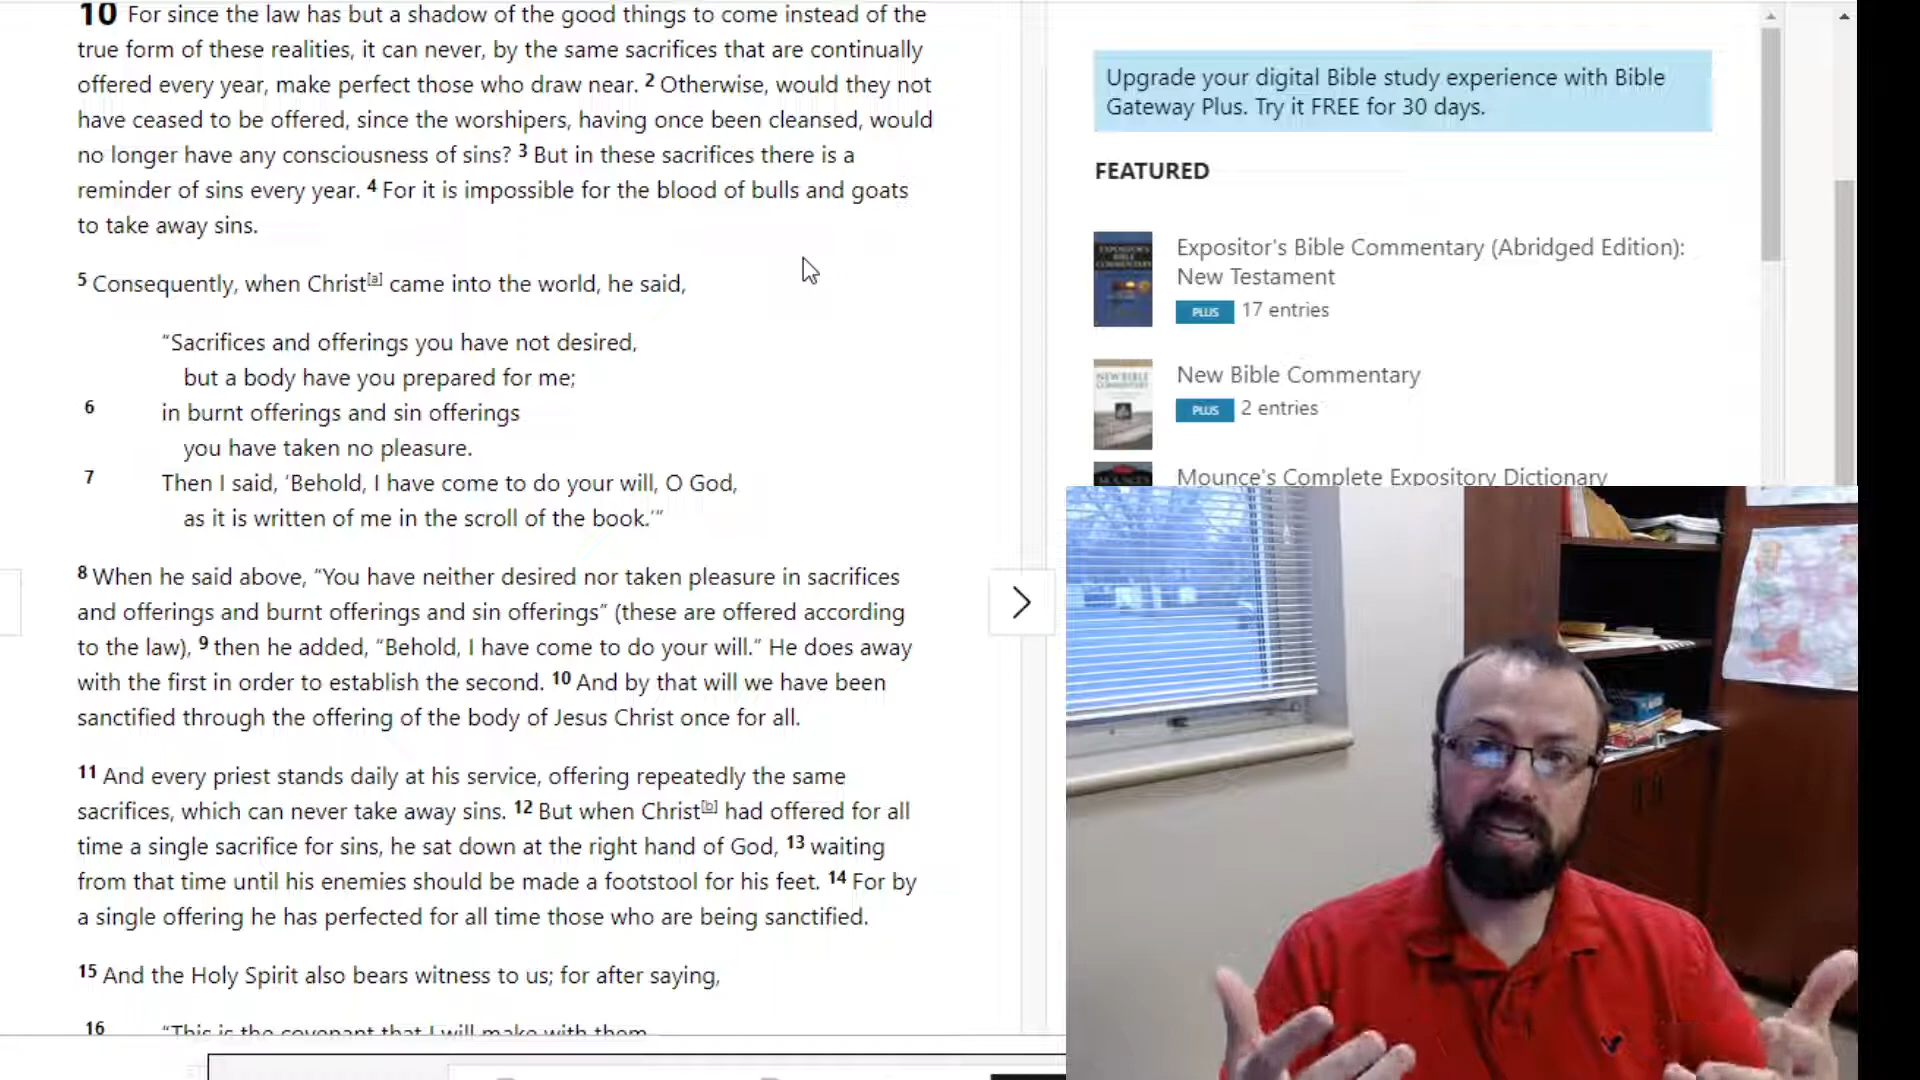 10 For since the law has but a shadow of the good things to come instead of the
true form of these realities, it can never, by the same sacrifices that are continually
offered every year, make perfect those who draw near. 2 Otherwise, would they not
have ceased to be offered, since the worshipers, having once been cleansed, would
no longer have any consciousness of sins? 3 But in these sacrifices there is a
reminder of sins every year. 4 For it is impossible for the blood of bulls and goats
to take away sins.
5 Consequently, when Christ[a] came into the world, he said,
“Sacrifices and offerings you have not desired,
but a body have you prepared for me;
6 in burnt offerings and sin offerings
you have taken no pleasure.
7 Then I said, ‘Behold, I have come to do your will, O God,
as it is written of me in the scroll of the book.’”
8 When he said above, “You have neither desired nor taken pleasure in sacrifices
and offerings and burnt offerings and sin offerings” (these are offered according
to the law), 9 then he added, “Behold, I have come to do your will.” He does away
with the first in order to establish the second. 10 And by that will we have been
sanctified through the offering of the body of Jesus Christ once for all.
11 And every priest stands daily at his service, offering repeatedly the same
sacrifices, which can never take away sins. 12 But when Christ[b] had offered for all
time a single sacrifice for sins, he sat down at the right hand of God, 13 waiting
from that time until his enemies should be made a footstool for his feet. 14 For by
a single offering he has perfected for all time those who are being sanctified.
15 And the Holy Spirit also bears witness to us; for after saying,
16 “This is the covenant that I will make with them
Upgrade your digital Bible study experience with Bible
Gateway Plus. Try it FREE for 30 days.
FEATURED
EXPOSITOR'S
BIBLE
COMMENTARY
Expositor's Bible Commentary (Abridged Edition):
New Testament
PLUS 17 entries
NEW BIBLE
COMMENTARY
New Bible Commentary
PLUS 2 entries
MOUNCE'S
Mounce's Complete Expository Dictionary